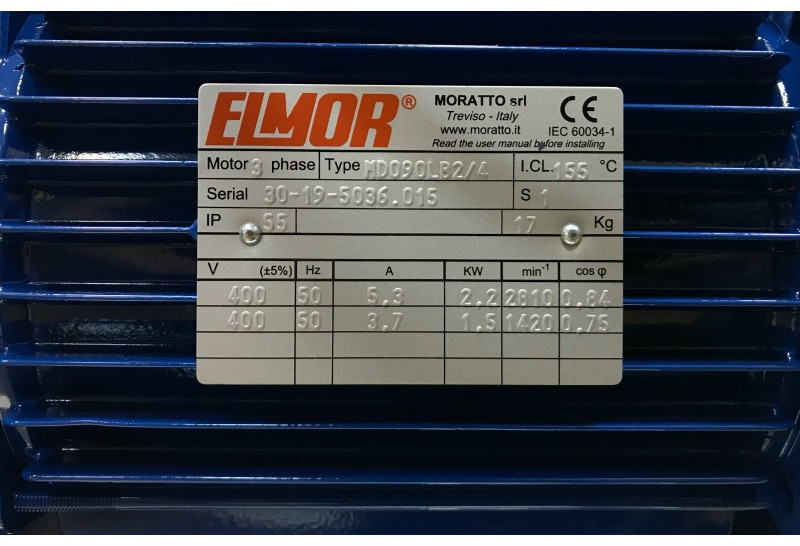 ELMOR® MORATTO srl CE
Treviso - Italy
www.moratto.it IEC 60034-1
Read the user manual before installing
Motor 3 phase Type MD090LB2/4 I.CL. 155 °C
Serial 30-19-5036.015 S 1
IP 55 17 Kg
V (±5%) Hz A KW min-1 cos φ
400 50 5,3 2,2 2810 0,84
400 50 3,7 1,5 1420 0,75